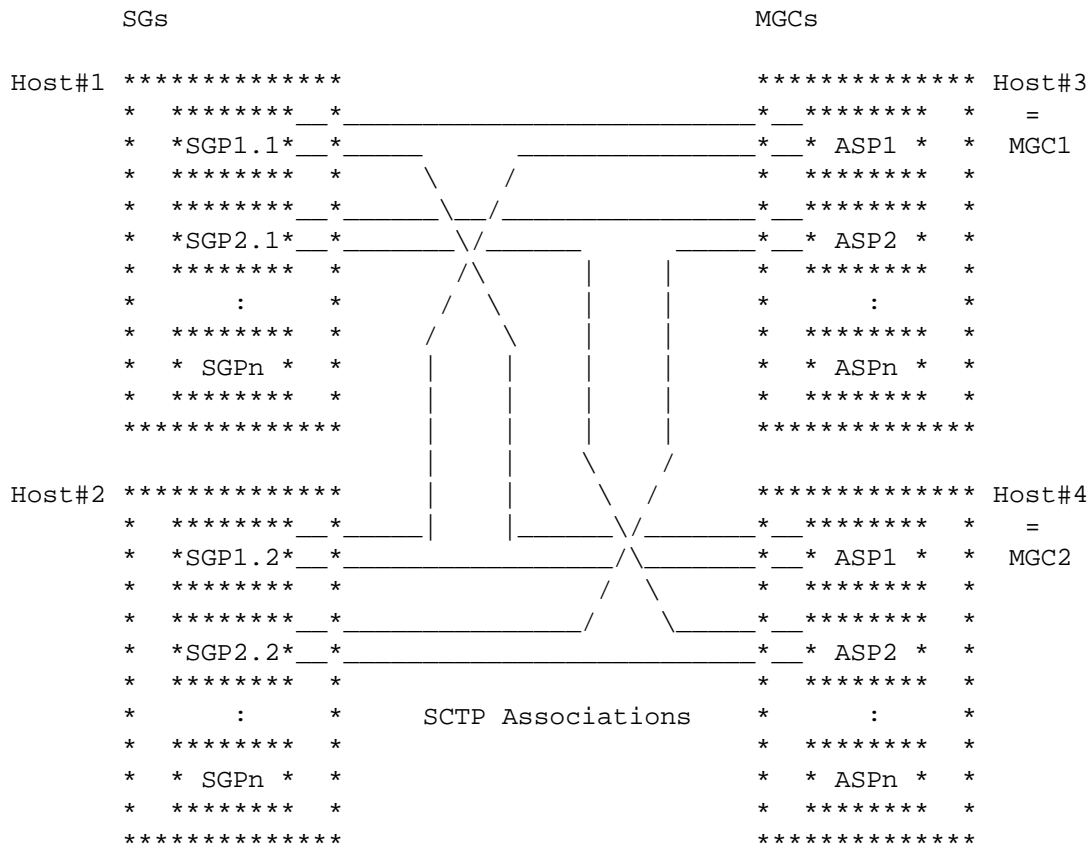 SGs MGCs
Host#1 Host#3
=
SGP1.1 ASP1 MGC1
SGP2.1 ASP2
: :
SGPn ASPn
Host#2 Host#4
=
SGP1.2 ASP1 MGC2
SGP2.2 ASP2
: SCTP Associations :
SGPn ASPn